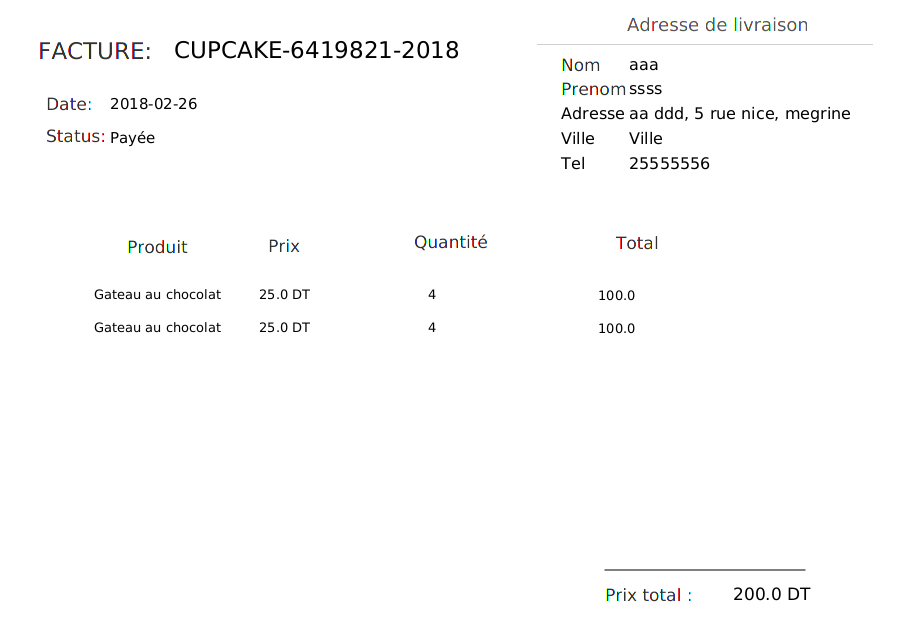 FACTURE: CUPCAKE-6419821-2018
Date: 2018-02-26
Status: Payée
Adresse de livraison
Nom aaa
Prenom ssss
Adresse aa ddd, 5 rue nice, megrine
Ville Ville
Tel 25555556
Produit Prix Quantité Total
Gateau au chocolat 25.0 DT 4 100.0
Gateau au chocolat 25.0 DT 4 100.0
Prix total : 200.0 DT